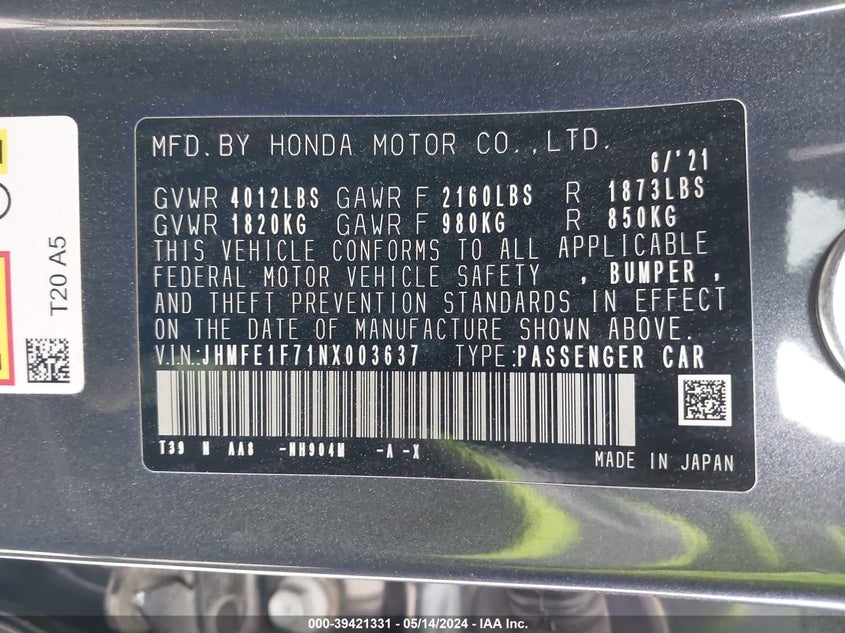 MFD. BY HONDA MOTOR CO., LTD. 6/'21
GVWR 4012LBS GAWR F 2160LBS R 1873LBS
GVWR 1820KG GAWR F 980KG R 850KG
THIS VEHICLE CONFORMS TO ALL APPLICABLE
FEDERAL MOTOR VEHICLE SAFETY , BUMPER ,
AND THEFT PREVENTION STANDARDS IN EFFECT
ON THE DATE OF MANUFACTURE SHOWN ABOVE.
V.I.N:JHMFE1F71NX003637 TYPE:PASSENGER CAR
T39 N AA8 -NH904M -A -X
MADE IN JAPAN
T20 A5
000-39421331 / 05/14/2024 — IAA Inc.